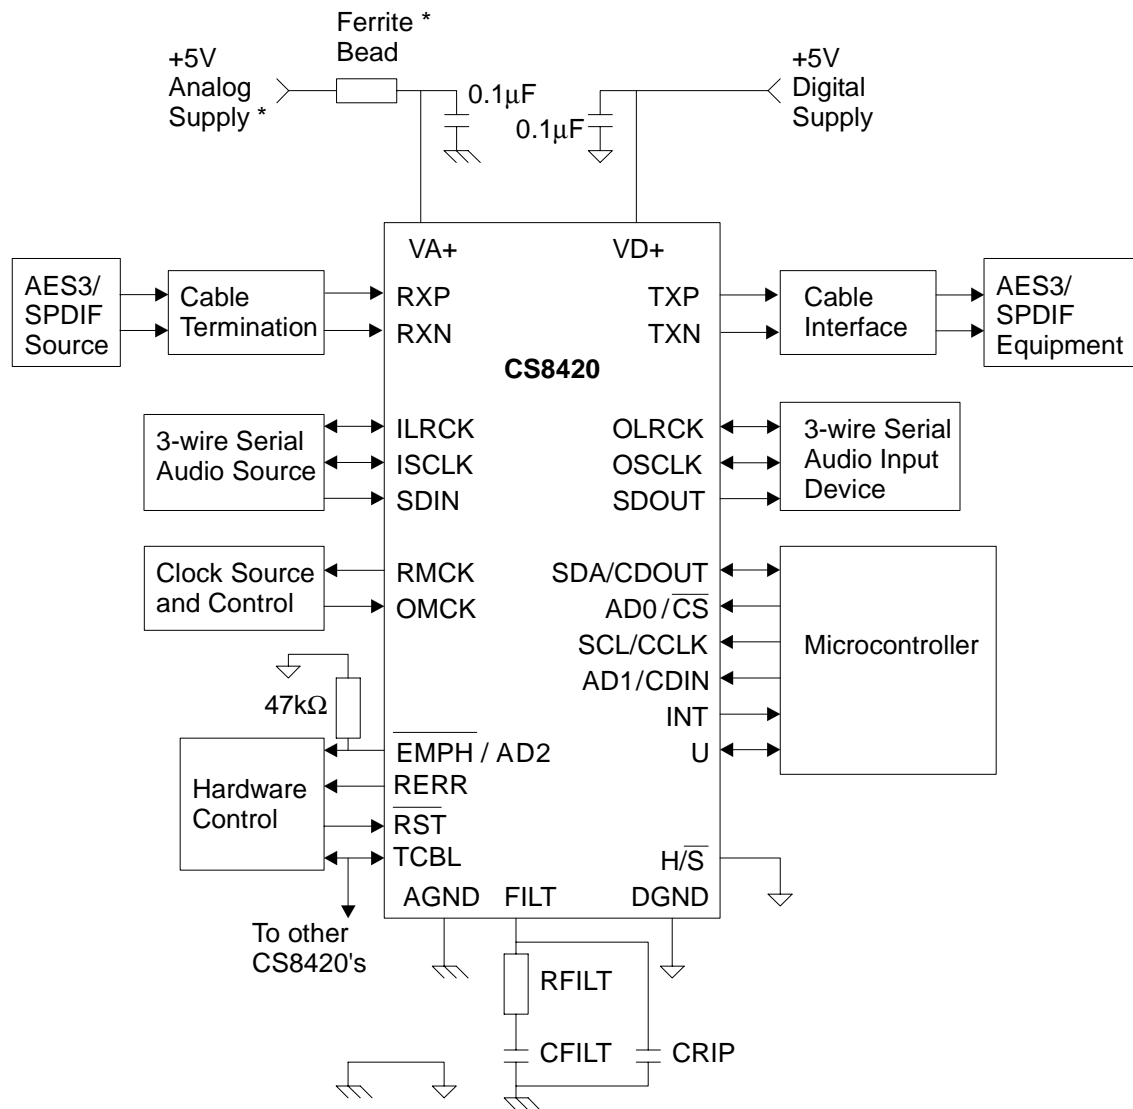 Ferrite *
Bead
+5V
Analog
Supply *
0.1µF
0.1µF
+5V
Digital
Supply
VA+
VD+
AES3/
SPDIF
Source
Cable
Termination
RXP
RXN
TXP
TXN
Cable
Interface
AES3/
SPDIF
Equipment
CS8420
3-wire Serial
Audio Source
ILRCK
ISCLK
SDIN
OLRCK
OSCLK
SDOUT
3-wire Serial
Audio Input
Device
Clock Source
and Control
RMCK
OMCK
SDA/CDOUT
AD0/C̅S̅
SCL/CCLK
AD1/CDIN
INT
U
Microcontroller
47kΩ
Hardware
Control
E̅M̅P̅H̅ / AD2
RERR
R̅S̅T̅
TCBL
H/S̅
AGND
FILT
DGND
To other
CS8420's
RFILT
CFILT
CRIP